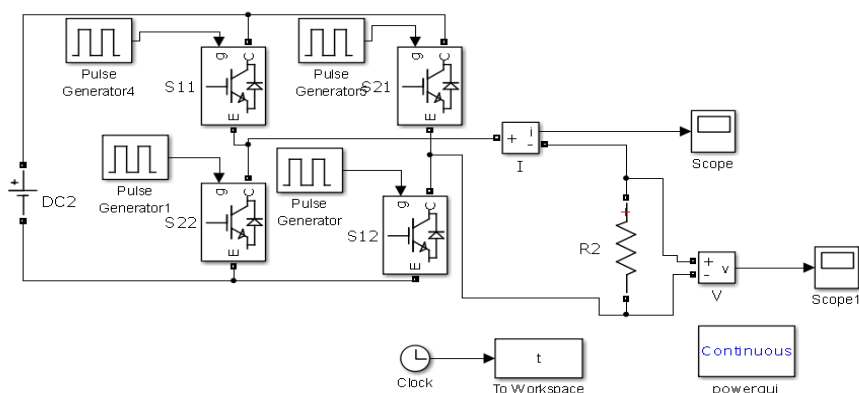 Pulse
Generator4
g
C
S11
E
Pulse
Generator5
g
C
S21
E
+
DC2
Pulse
Generator1
g
C
S22
E
Pulse
Generator
g
C
S12
E
+
-
i
I
Scope
+
R2
+
-
v
V
Scope1
Clock
t
To Workspace
Continuous
powergui